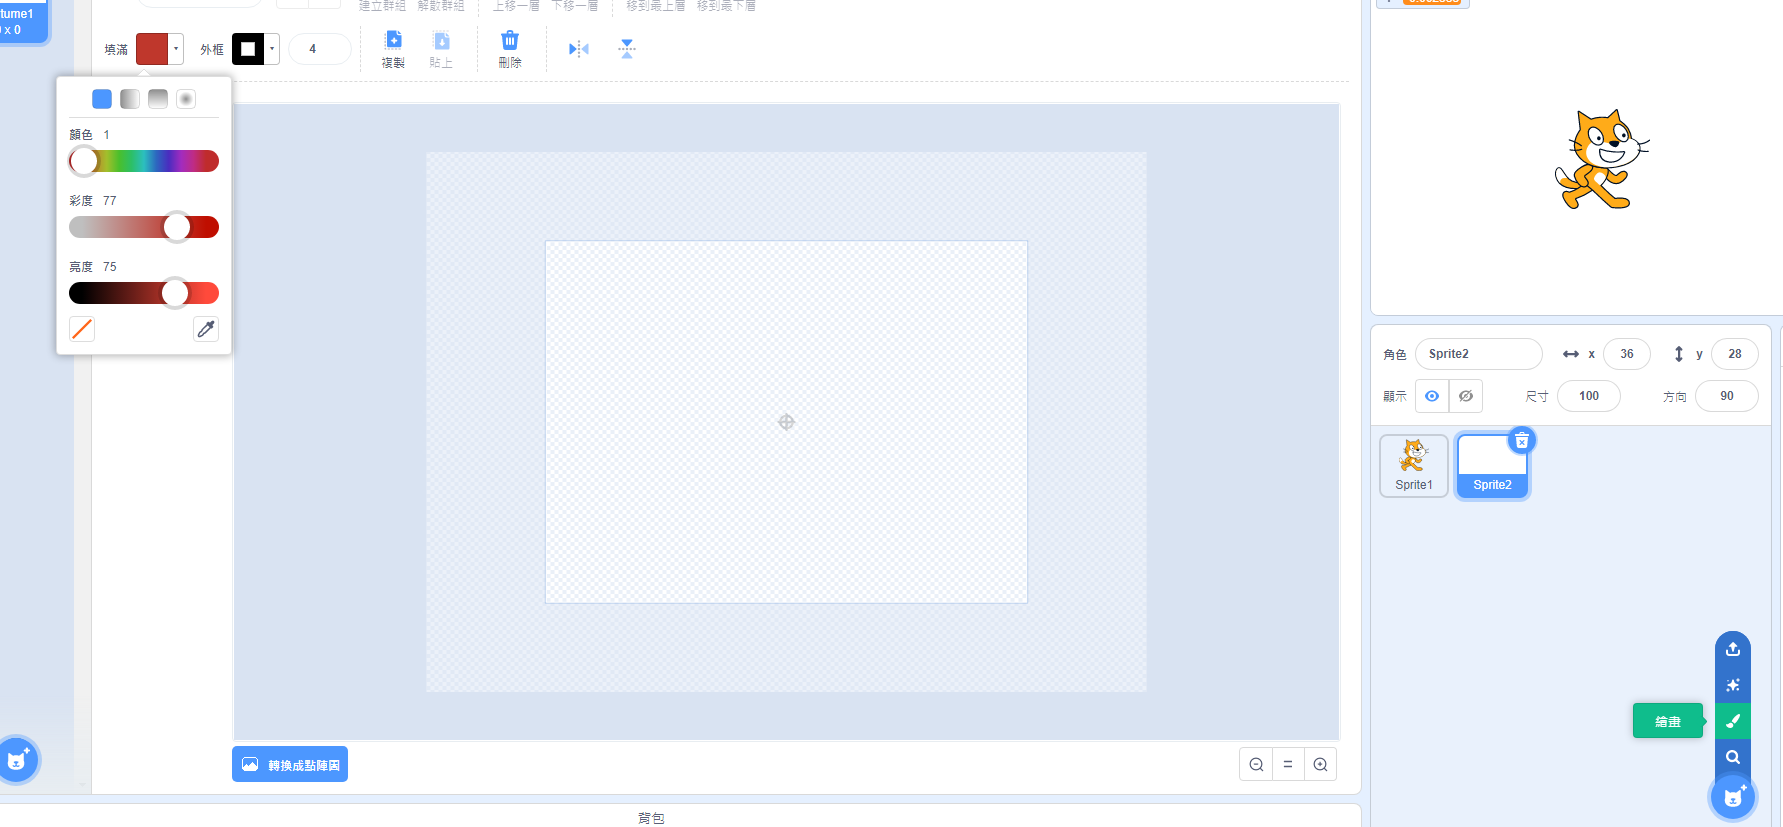 tume1
x 0
建立群組 解散群組 上移一層 下移一層 移到最上層 移到最下層
填滿 外框 4 複製 貼上 刪除
顏色 1
彩度 77
亮度 75
轉換成點陣圖
背包
角色 Sprite2 x 36 y 28
顯示 尺寸 100 方向 90
Sprite1 Sprite2
繪畫